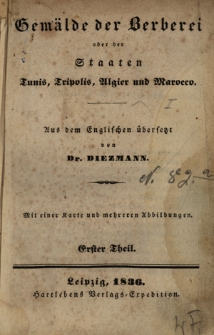 Gemälde der Berberei
oder der
Staaten
Tunis, Tripolis, Algier und Marocco.
I.
Aus dem Englischen übersetzt
von
Dr. DIEZMANN.
N. 82.a
Mit einer Karte und mehreren Abbildungen.
Erster Theil.
Leipzig, 1836.
Hartlebens Verlags-Expedition.